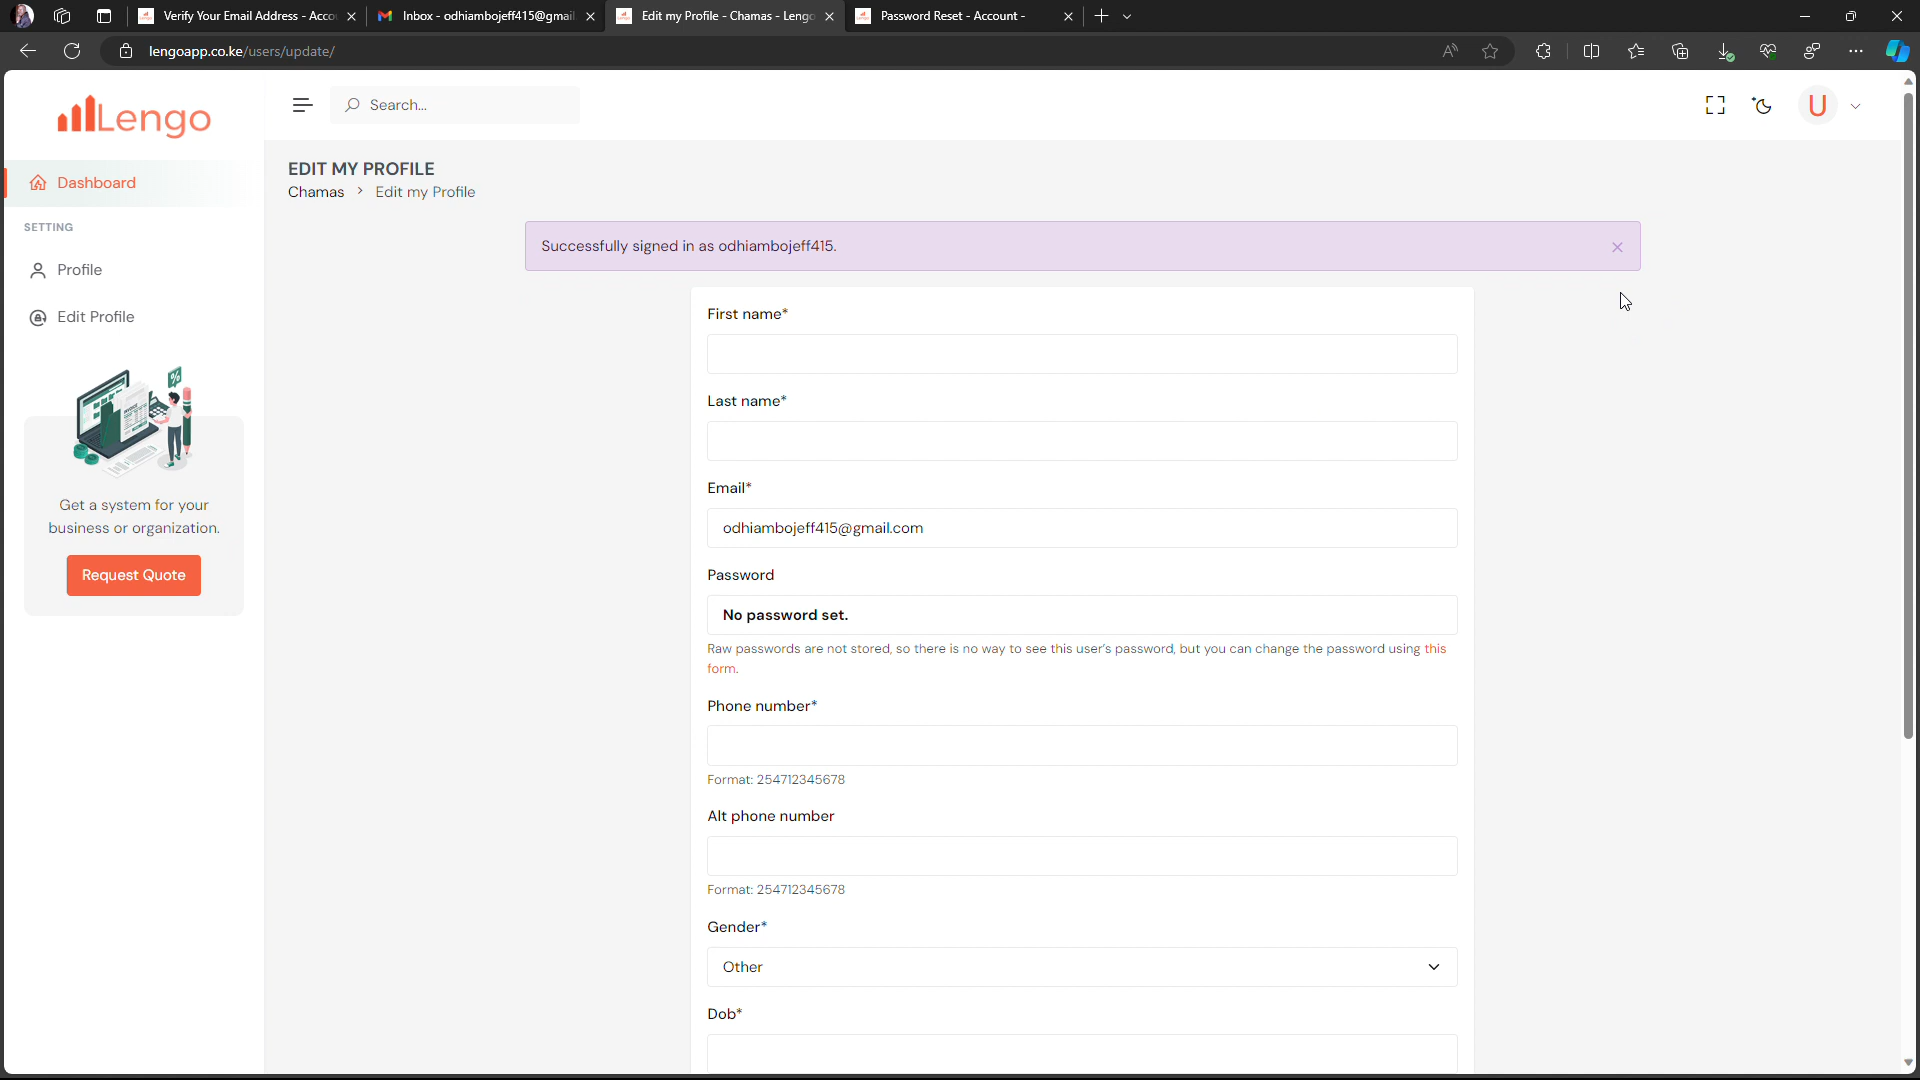 Verify Your Email Address - Acco
Inbox - odhiambojeff415@gmail.
Edit my Profile - Chamas - Lengo
Password Reset - Account -
lengoapp.co.ke/users/update/
Lengo
Search...
U
Dashboard
SETTING
Profile
Edit Profile
Get a system for your
business or organization.
Request Quote
EDIT MY PROFILE
Chamas > Edit my Profile
Successfully signed in as odhiambojeff415.
First name*
Last name*
Email*
odhiambojeff415@gmail.com
Password
No password set.
Raw passwords are not stored, so there is no way to see this user's password, but you can change the password using this
form.
Phone number*
Format: 254712345678
Alt phone number
Format: 254712345678
Gender*
Other
Dob*